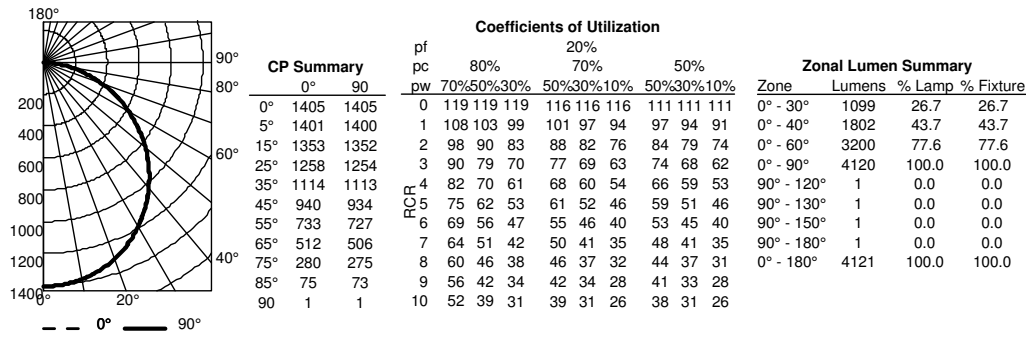 180°
90°
80°
60°
40°
200
400
600
800
1000
1200
1400
0°
20°
0° 90°
CP Summary
0° 90
0° 1405 1405
5° 1401 1400
15° 1353 1352
25° 1258 1254
35° 1114 1113
45° 940 934
55° 733 727
65° 512 506
75° 280 275
85° 75 73
90 1 1
Coefficients of Utilization
pf 20%
pc 80% 70% 50%
pw 70%50%30% 50%30%10% 50%30%10%
RCR
0 119 119 119 116 116 116 111 111 111
1 108 103 99 101 97 94 97 94 91
2 98 90 83 88 82 76 84 79 74
3 90 79 70 77 69 63 74 68 62
4 82 70 61 68 60 54 66 59 53
5 75 62 53 61 52 46 59 51 46
6 69 56 47 55 46 40 53 45 40
7 64 51 42 50 41 35 48 41 35
8 60 46 38 46 37 32 44 37 31
9 56 42 34 42 34 28 41 33 28
10 52 39 31 39 31 26 38 31 26
Zonal Lumen Summary
Zone Lumens % Lamp % Fixture
0° - 30° 1099 26.7 26.7
0° - 40° 1802 43.7 43.7
0° - 60° 3200 77.6 77.6
0° - 90° 4120 100.0 100.0
90° - 120° 1 0.0 0.0
90° - 130° 1 0.0 0.0
90° - 150° 1 0.0 0.0
90° - 180° 1 0.0 0.0
0° - 180° 4121 100.0 100.0